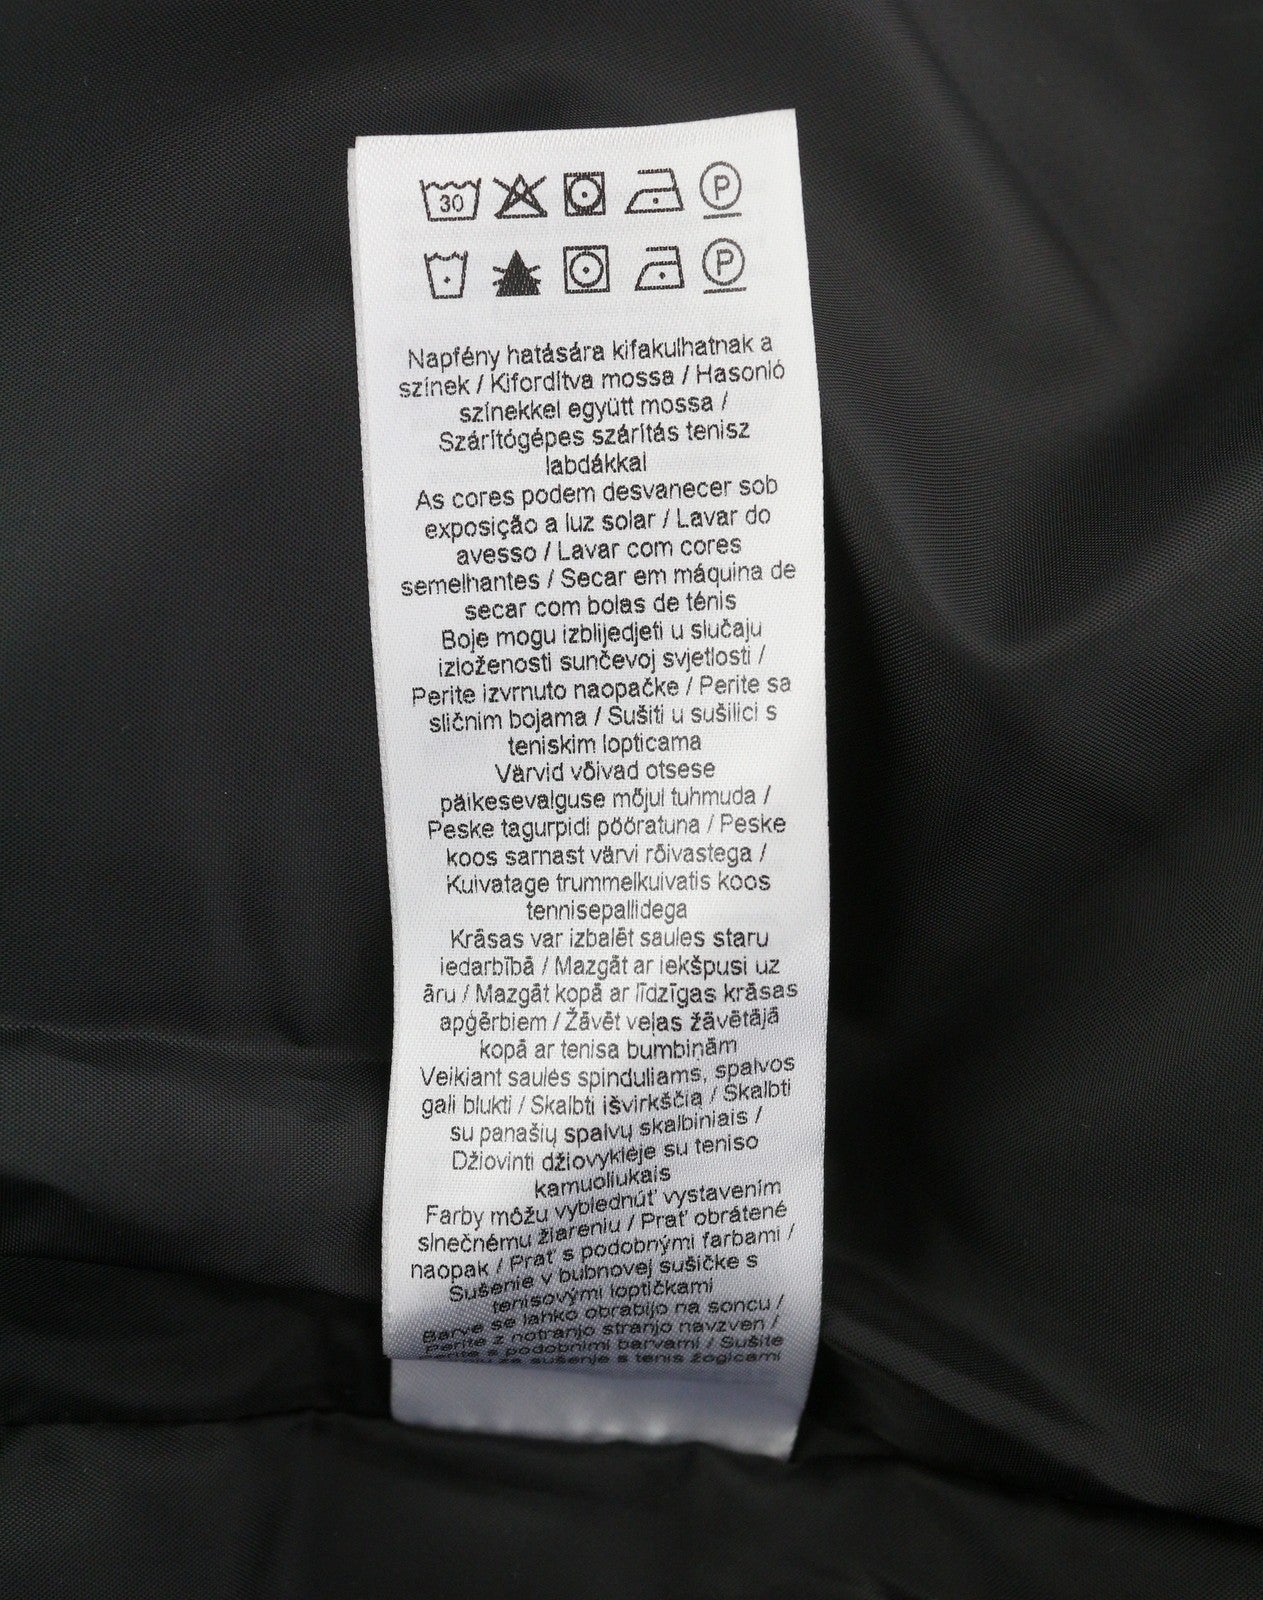 30 P
P
Napfény hatására kifakulhatnak a
színek / Kifordítva mossa / Hasonló
színekkel együtt mossa /
Szárítógépes szárítás tenisz
labdákkal
As cores podem desvanecer sob
exposição a luz solar / Lavar do
avesso / Lavar com cores
semelhantes / Secar em máquina de
secar com bolas de ténis
Boje mogu izblijedjeti u slučaju
izloženosti sunčevoj svjetlosti /
Perite izvrnuto naopačke / Perite sa
sličnim bojama / Sušiti u sušilici s
teniskim lopticama
Värvid võivad otsese
päikesevalguse mõjul tuhmuda /
Peske tagurpidi pööratuna / Peske
koos sarnast värvi rõivastega /
Kuivatage trummelkuivatis koos
tennisepallidega
Krāsas var izbalēt saules staru
iedarbībā / Mazgāt ar iekšpusi uz
āru / Mazgāt kopā ar līdzīgas krāsas
apģērbiem / Žāvēt veļas žāvētājā
kopā ar tenisa bumbiņām
Veikiant saulės spinduliams, spalvos
gali blukti / Skalbti išvirkščia / Skalbti
su panašių spalvų skalbiniais /
Džiovinti džiovyklėje su teniso
kamuoliukais
Farby môžu vyblednúť vystavením
slnečnému žiareniu / Prať obrátené
naopak / Prať s podobnými farbami /
Sušenie v bubnovej sušičke s
tenisovými loptičkami
Barve se lahko obrabijo na soncu /
Perite z notranjo stranjo navzven /
Perite s podobnimi barvami / Sušite
za sušenje s tenis žogicami